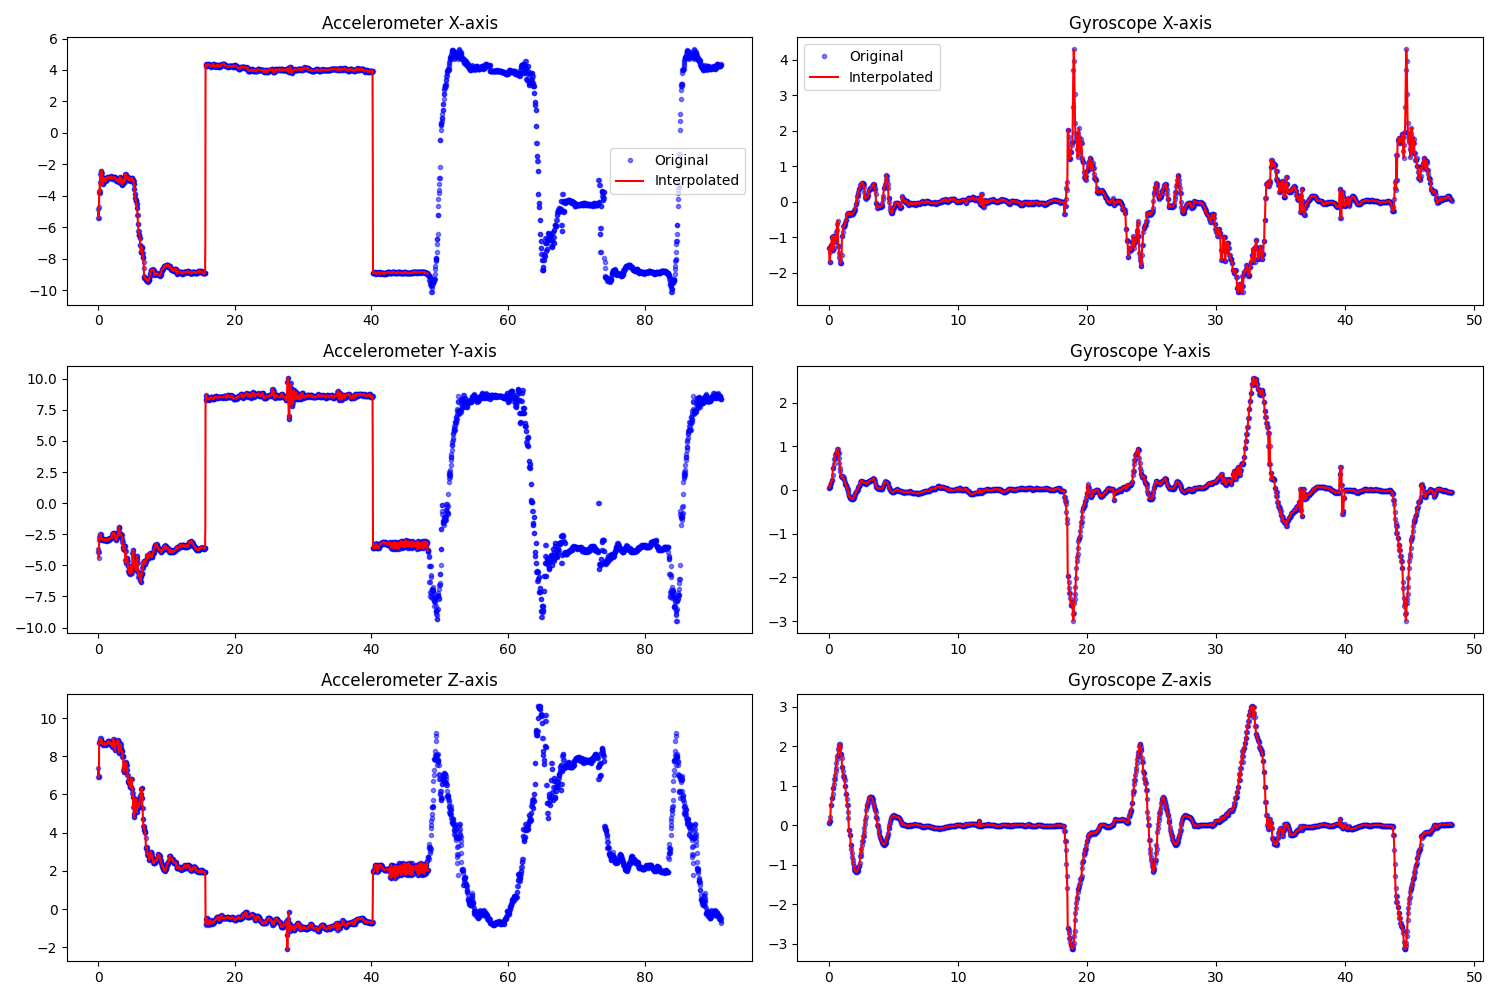 Accelerometer X-axis
6
4
2
0
−2
−4
−6
−8
−10
Original
Interpolated
0 20 40 60 80
Gyroscope X-axis
Original
Interpolated
4
3
2
1
0
−1
−2
0 10 20 30 40 50
Accelerometer Y-axis
10.0
7.5
5.0
2.5
0.0
−2.5
−5.0
−7.5
−10.0
0 20 40 60 80
Gyroscope Y-axis
2
1
0
−1
−2
−3
0 10 20 30 40 50
Accelerometer Z-axis
10
8
6
4
2
0
−2
0 20 40 60 80
Gyroscope Z-axis
3
2
1
0
−1
−2
−3
0 10 20 30 40 50